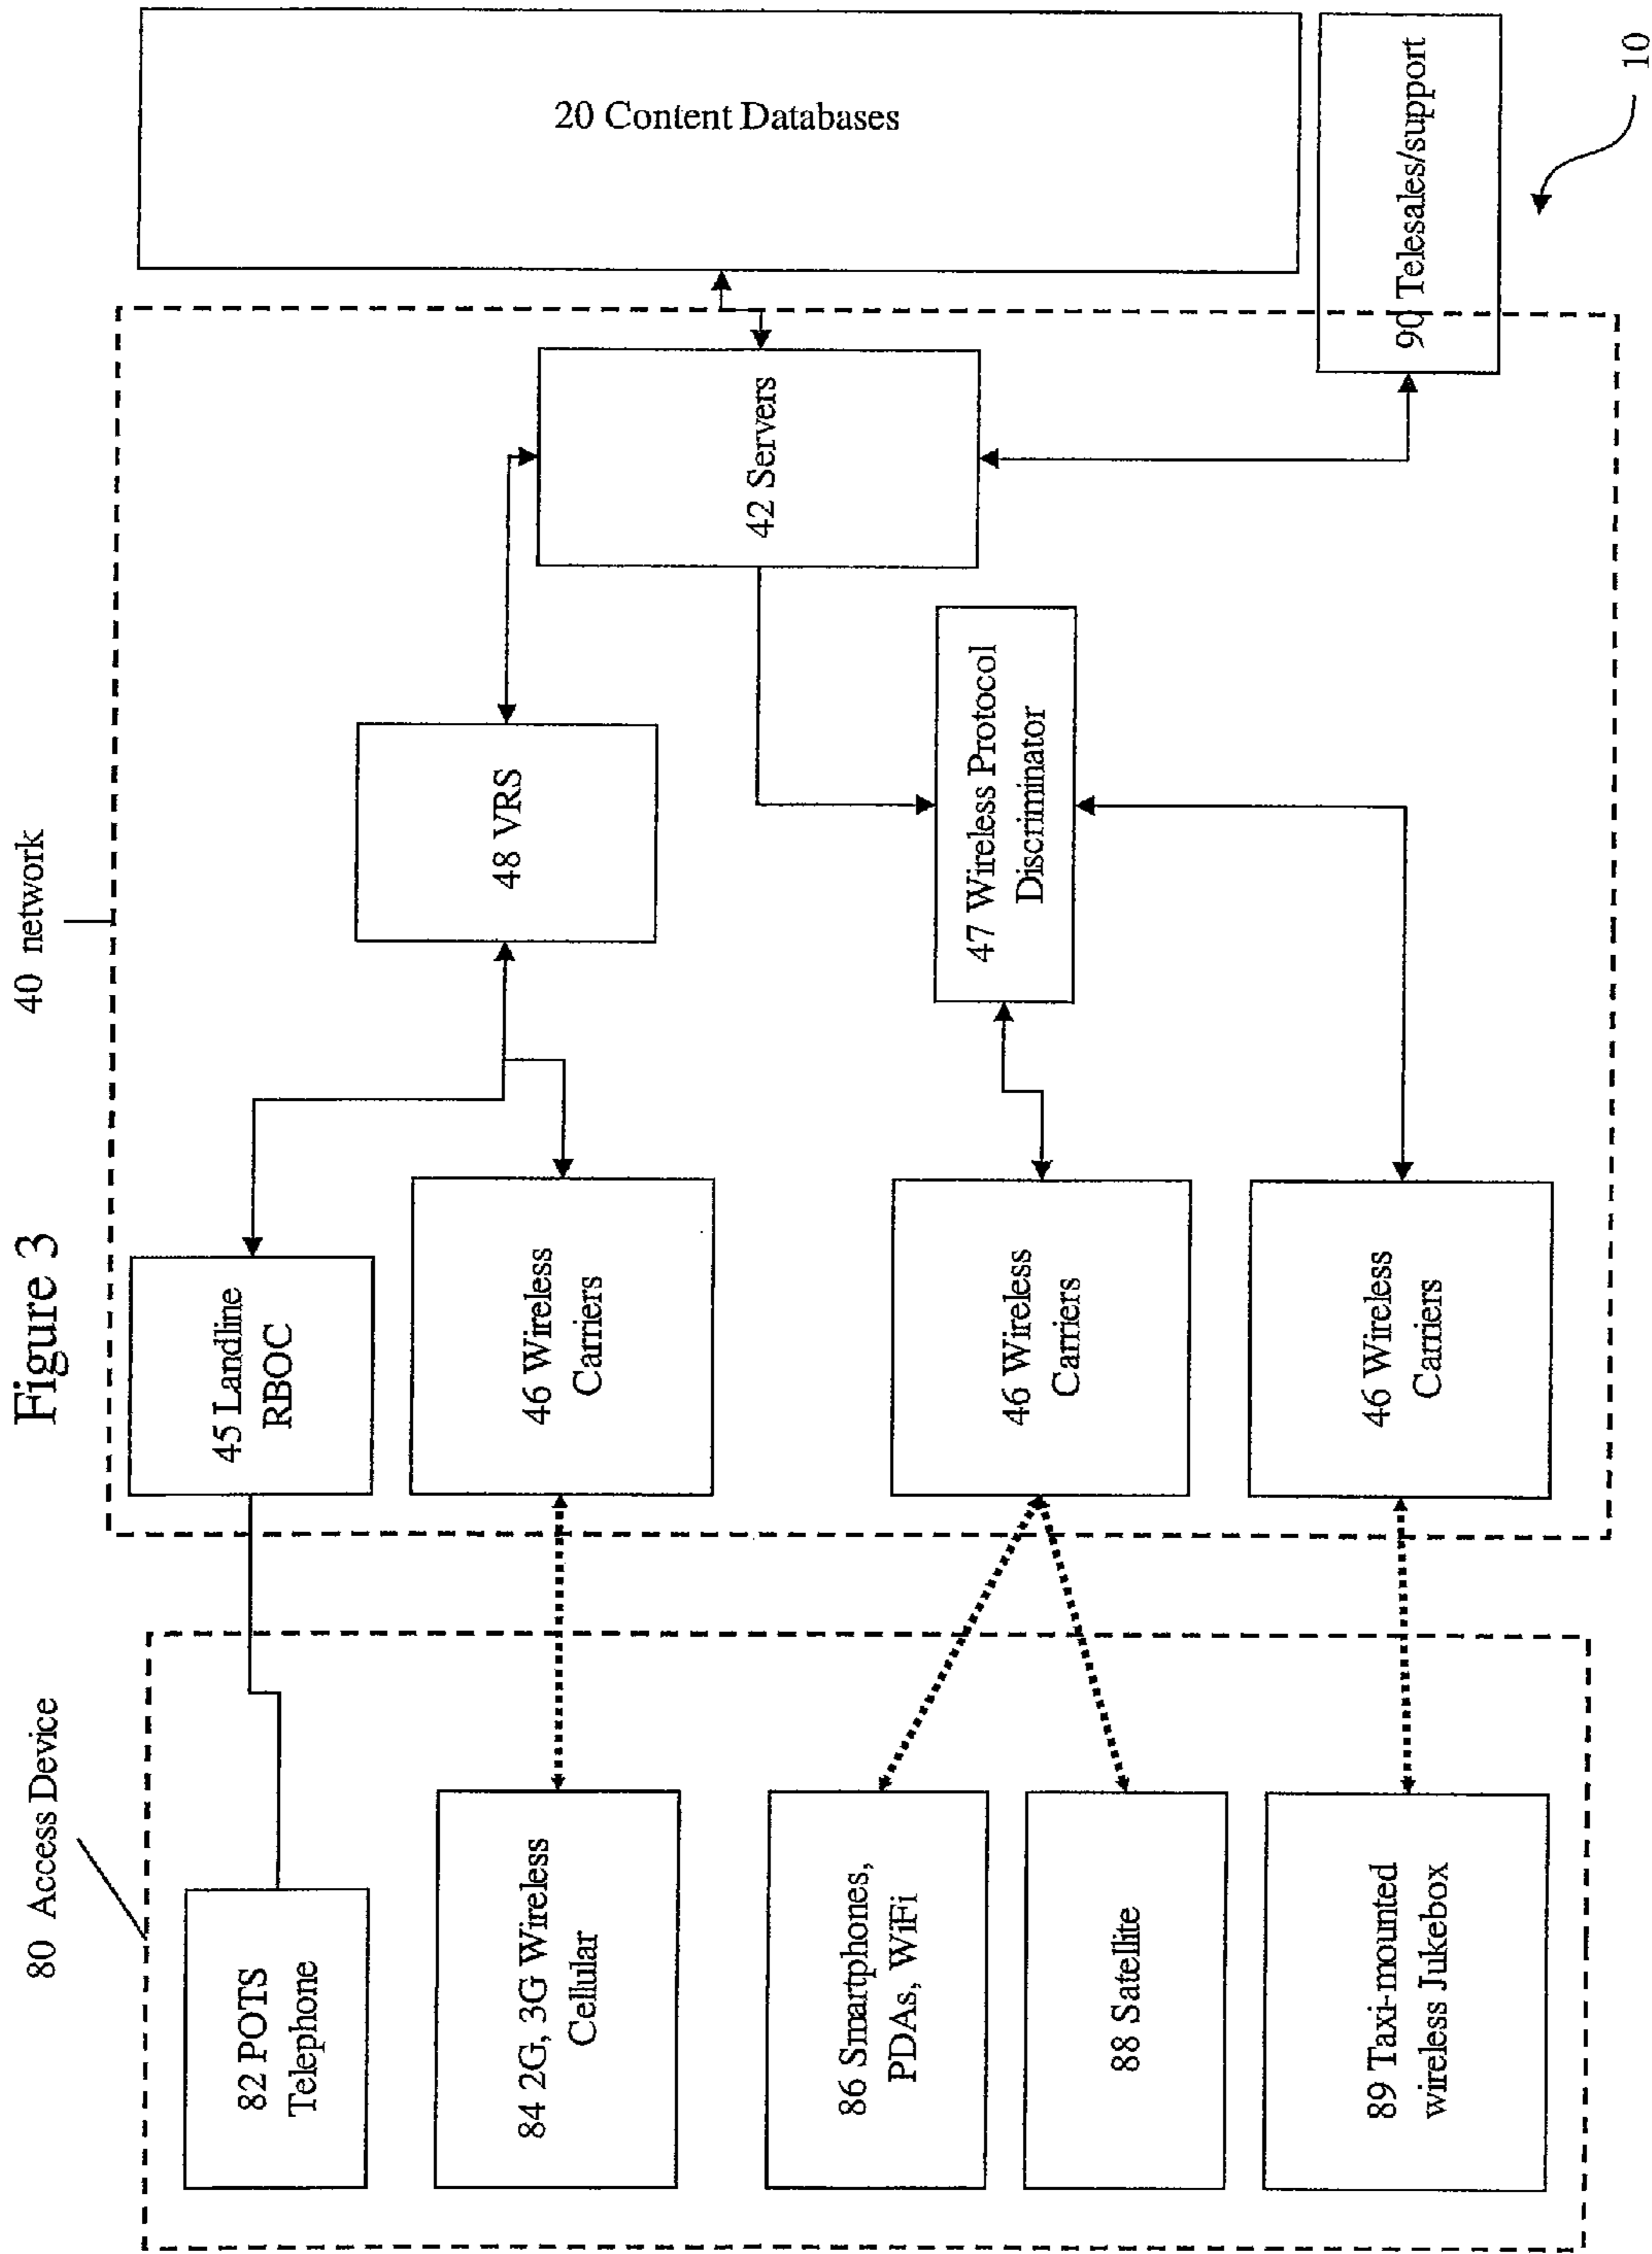 Figure 3
80 Access Device
40 network
82 POTS
Telephone
84 2G, 3G Wireless
Cellular
86 Smartphones,
PDAs, WiFi
88 Satellite
89 Taxi-mounted
wireless Jukebox
45 Landline
RBOC
46 Wireless
Carriers
46 Wireless
Carriers
46 Wireless
Carriers
48 VRS
47 Wireless Protocol
Discriminator
42 Servers
20 Content Databases
90 Telesales/support
10